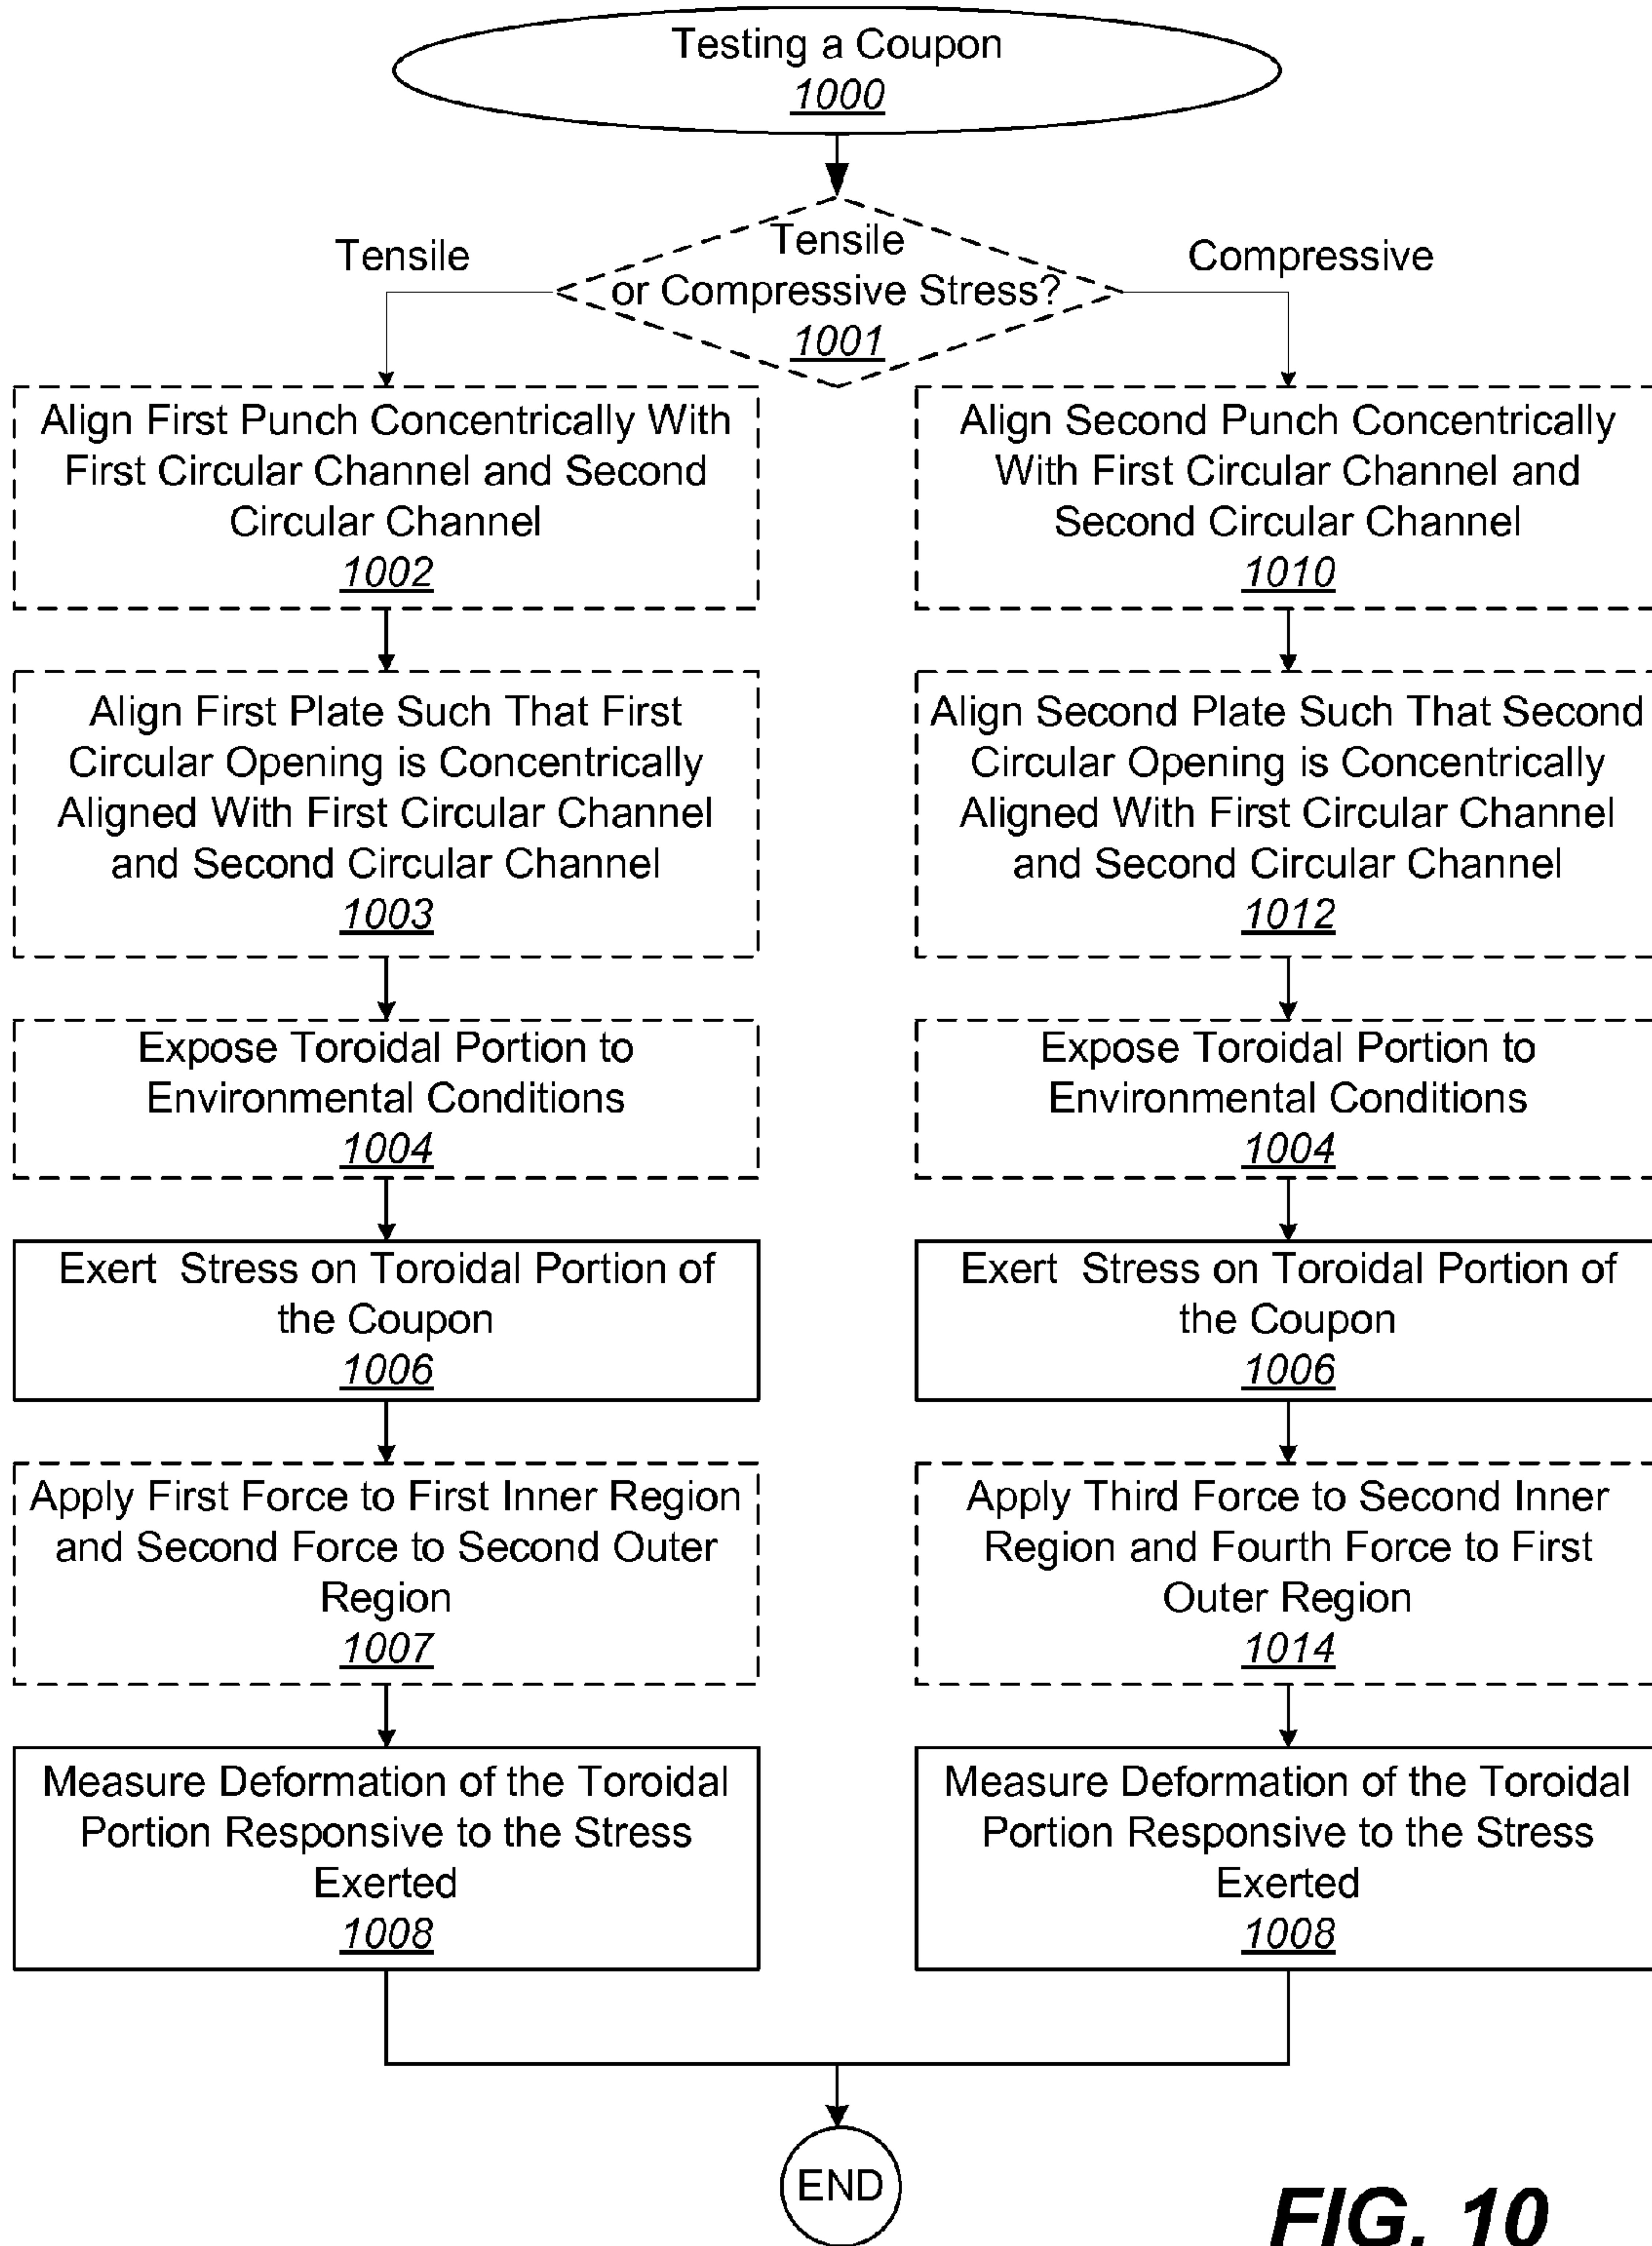 Testing a Coupon
1000
Tensile
or Compressive Stress?
1001
Tensile
Compressive
Align First Punch Concentrically With
First Circular Channel and Second
Circular Channel
1002
Align First Plate Such That First
Circular Opening is Concentrically
Aligned With First Circular Channel
and Second Circular Channel
1003
Expose Toroidal Portion to
Environmental Conditions
1004
Exert Stress on Toroidal Portion of
the Coupon
1006
Apply First Force to First Inner Region
and Second Force to Second Outer
Region
1007
Measure Deformation of the Toroidal
Portion Responsive to the Stress
Exerted
1008
Align Second Punch Concentrically
With First Circular Channel and
Second Circular Channel
1010
Align Second Plate Such That Second
Circular Opening is Concentrically
Aligned With First Circular Channel
and Second Circular Channel
1012
Expose Toroidal Portion to
Environmental Conditions
1004
Exert Stress on Toroidal Portion of
the Coupon
1006
Apply Third Force to Second Inner
Region and Fourth Force to First
Outer Region
1014
Measure Deformation of the Toroidal
Portion Responsive to the Stress
Exerted
1008
END
FIG. 10